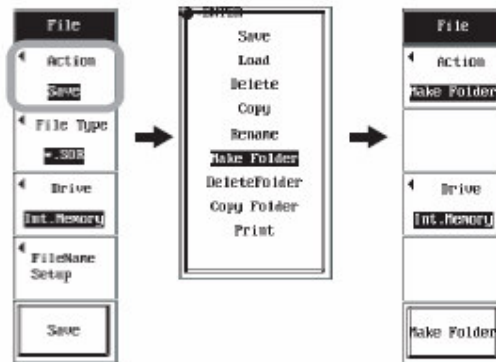 File
Action
Save
File Type
*.SOR
Drive
Int.Memory
FileName
Setup
Save
ENTER
Save
Load
Delete
Copy
Rename
Make Folder
DeleteFolder
Copy Folder
Print
File
Action
Make Folder
Drive
Int.Memory
Make Folder